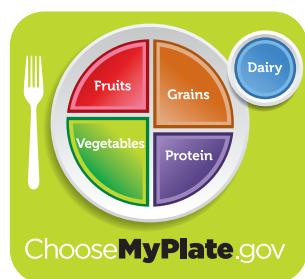 Fruits
Grains
Dairy
Vegetables
Protein
ChooseMyPlate.gov